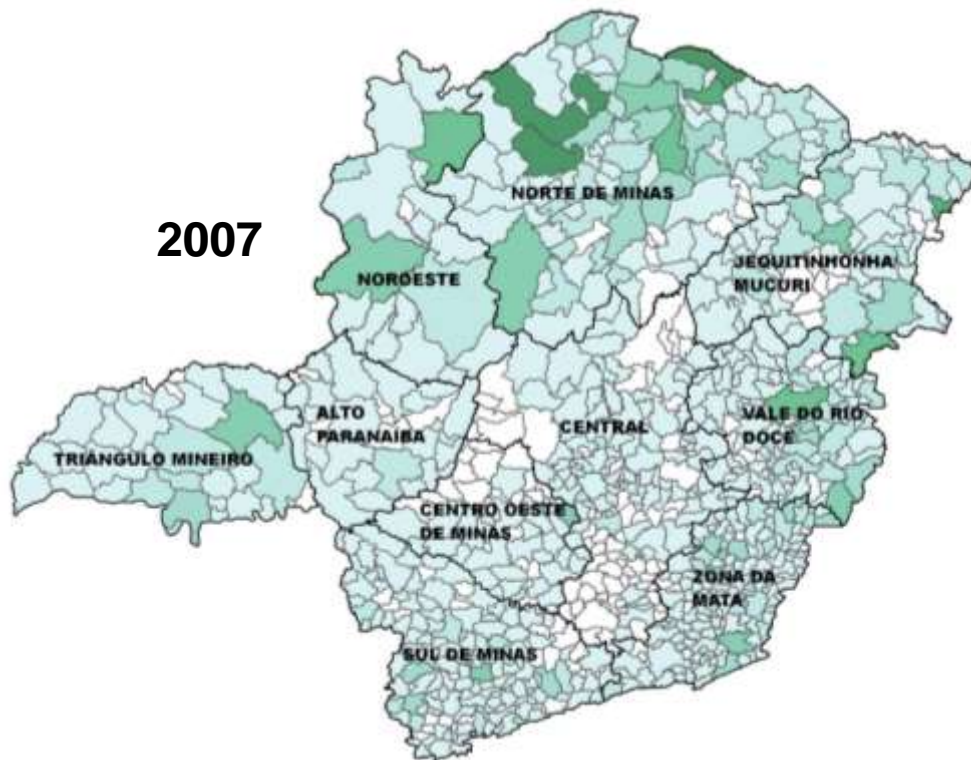 NORTE DE MINAS
2007
JEQUITINHONHA/
MUCURI
NOROESTE
ALTO
PARANAIBA
CENTRAL
VALE DO RIO
DOCE
TRIÂNGULO MINEIRO
CENTRO OESTE
DE MINAS
ZONA DA
MATA
SUL DE MINAS